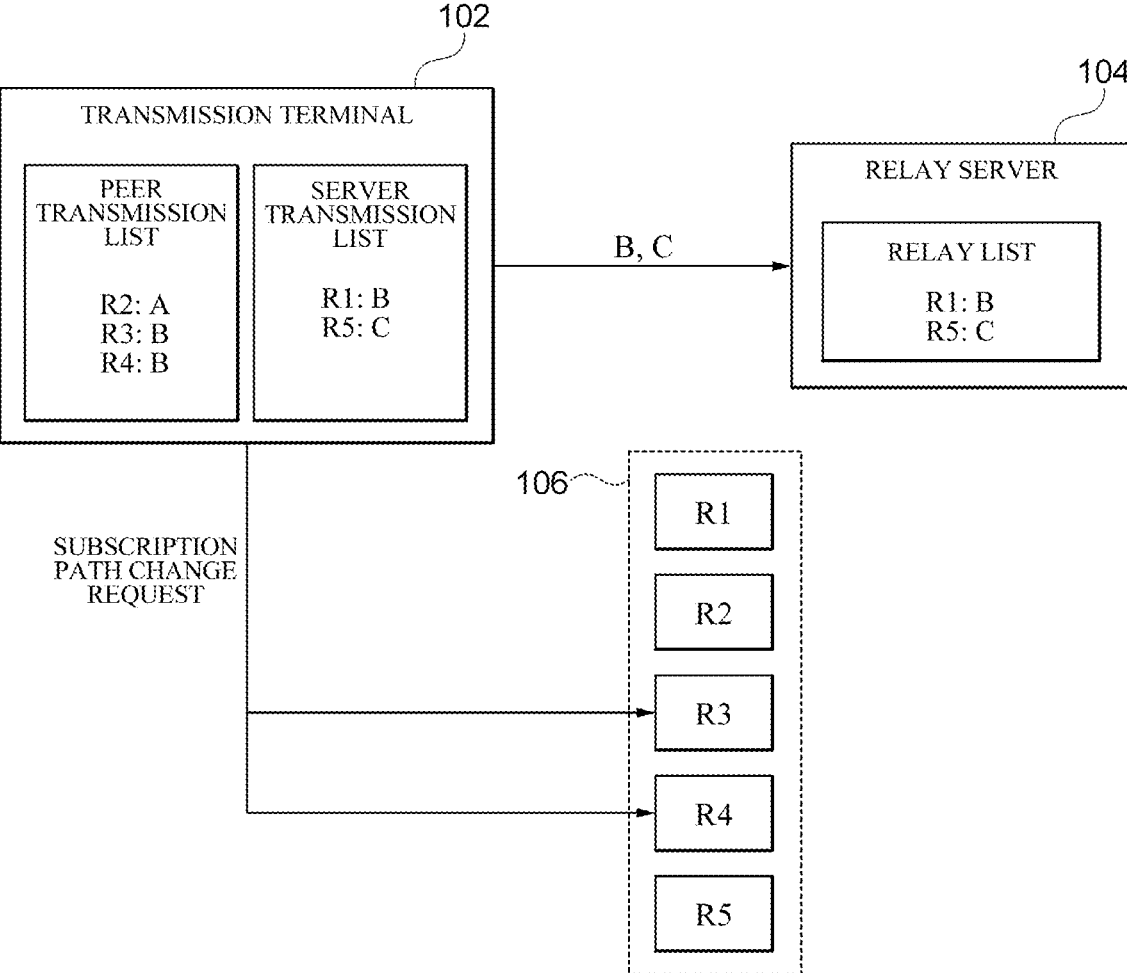 102
TRANSMISSION TERMINAL
PEER
TRANSMISSION
LIST
R2: A
R3: B
R4: B
SERVER
TRANSMISSION
LIST
R1: B
R5: C
B, C
104
RELAY SERVER
RELAY LIST
R1: B
R5: C
SUBSCRIPTION
PATH CHANGE
REQUEST
106
R1
R2
R3
R4
R5